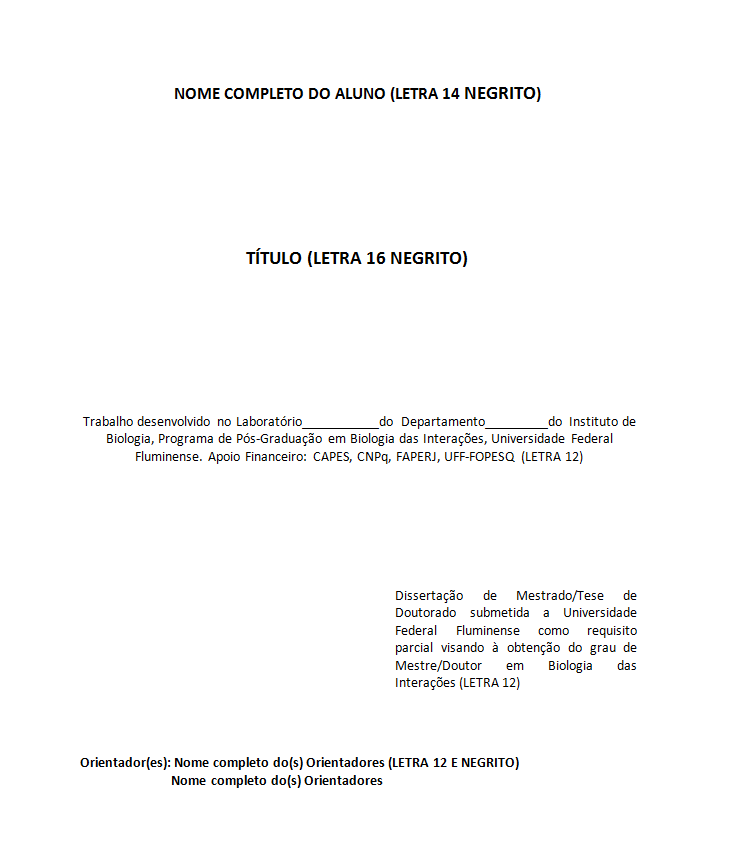 NOME COMPLETO DO ALUNO (LETRA 14 NEGRITO)
TÍTULO (LETRA 16 NEGRITO)
Trabalho desenvolvido no Laboratório___________do Departamento_________do Instituto de
Biologia, Programa de Pós-Graduação em Biologia das Interações, Universidade Federal
Fluminense. Apoio Financeiro: CAPES, CNPq, FAPERJ, UFF-FOPESQ (LETRA 12)
Dissertação de Mestrado/Tese de
Doutorado submetida a Universidade
Federal Fluminense como requisito
parcial visando à obtenção do grau de
Mestre/Doutor em Biologia das
Interações (LETRA 12)
Orientador(es): Nome completo do(s) Orientadores (LETRA 12 E NEGRITO)
Nome completo do(s) Orientadores